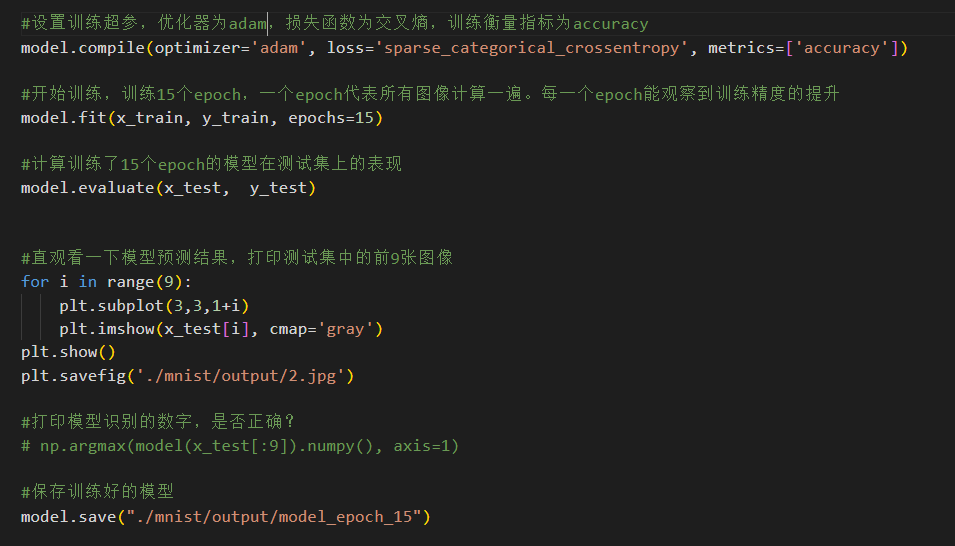 #设置训练超参，优化器为adam，损失函数为交叉熵，训练衡量指标为accuracy
model.compile(optimizer='adam', loss='sparse_categorical_crossentropy', metrics=['accuracy'])
#开始训练，训练15个epoch，一个epoch代表所有图像计算一遍。每一个epoch能观察到训练精度的提升
model.fit(x_train, y_train, epochs=15)
#计算训练了15个epoch的模型在测试集上的表现
model.evaluate(x_test,  y_test)
#直观看一下模型预测结果，打印测试集中的前9张图像
for i in range(9):
    plt.subplot(3,3,1+i)
    plt.imshow(x_test[i], cmap='gray')
plt.show()
plt.savefig('./mnist/output/2.jpg')
#打印模型识别的数字，是否正确？
# np.argmax(model(x_test[:9]).numpy(), axis=1)
#保存训练好的模型
model.save("./mnist/output/model_epoch_15")